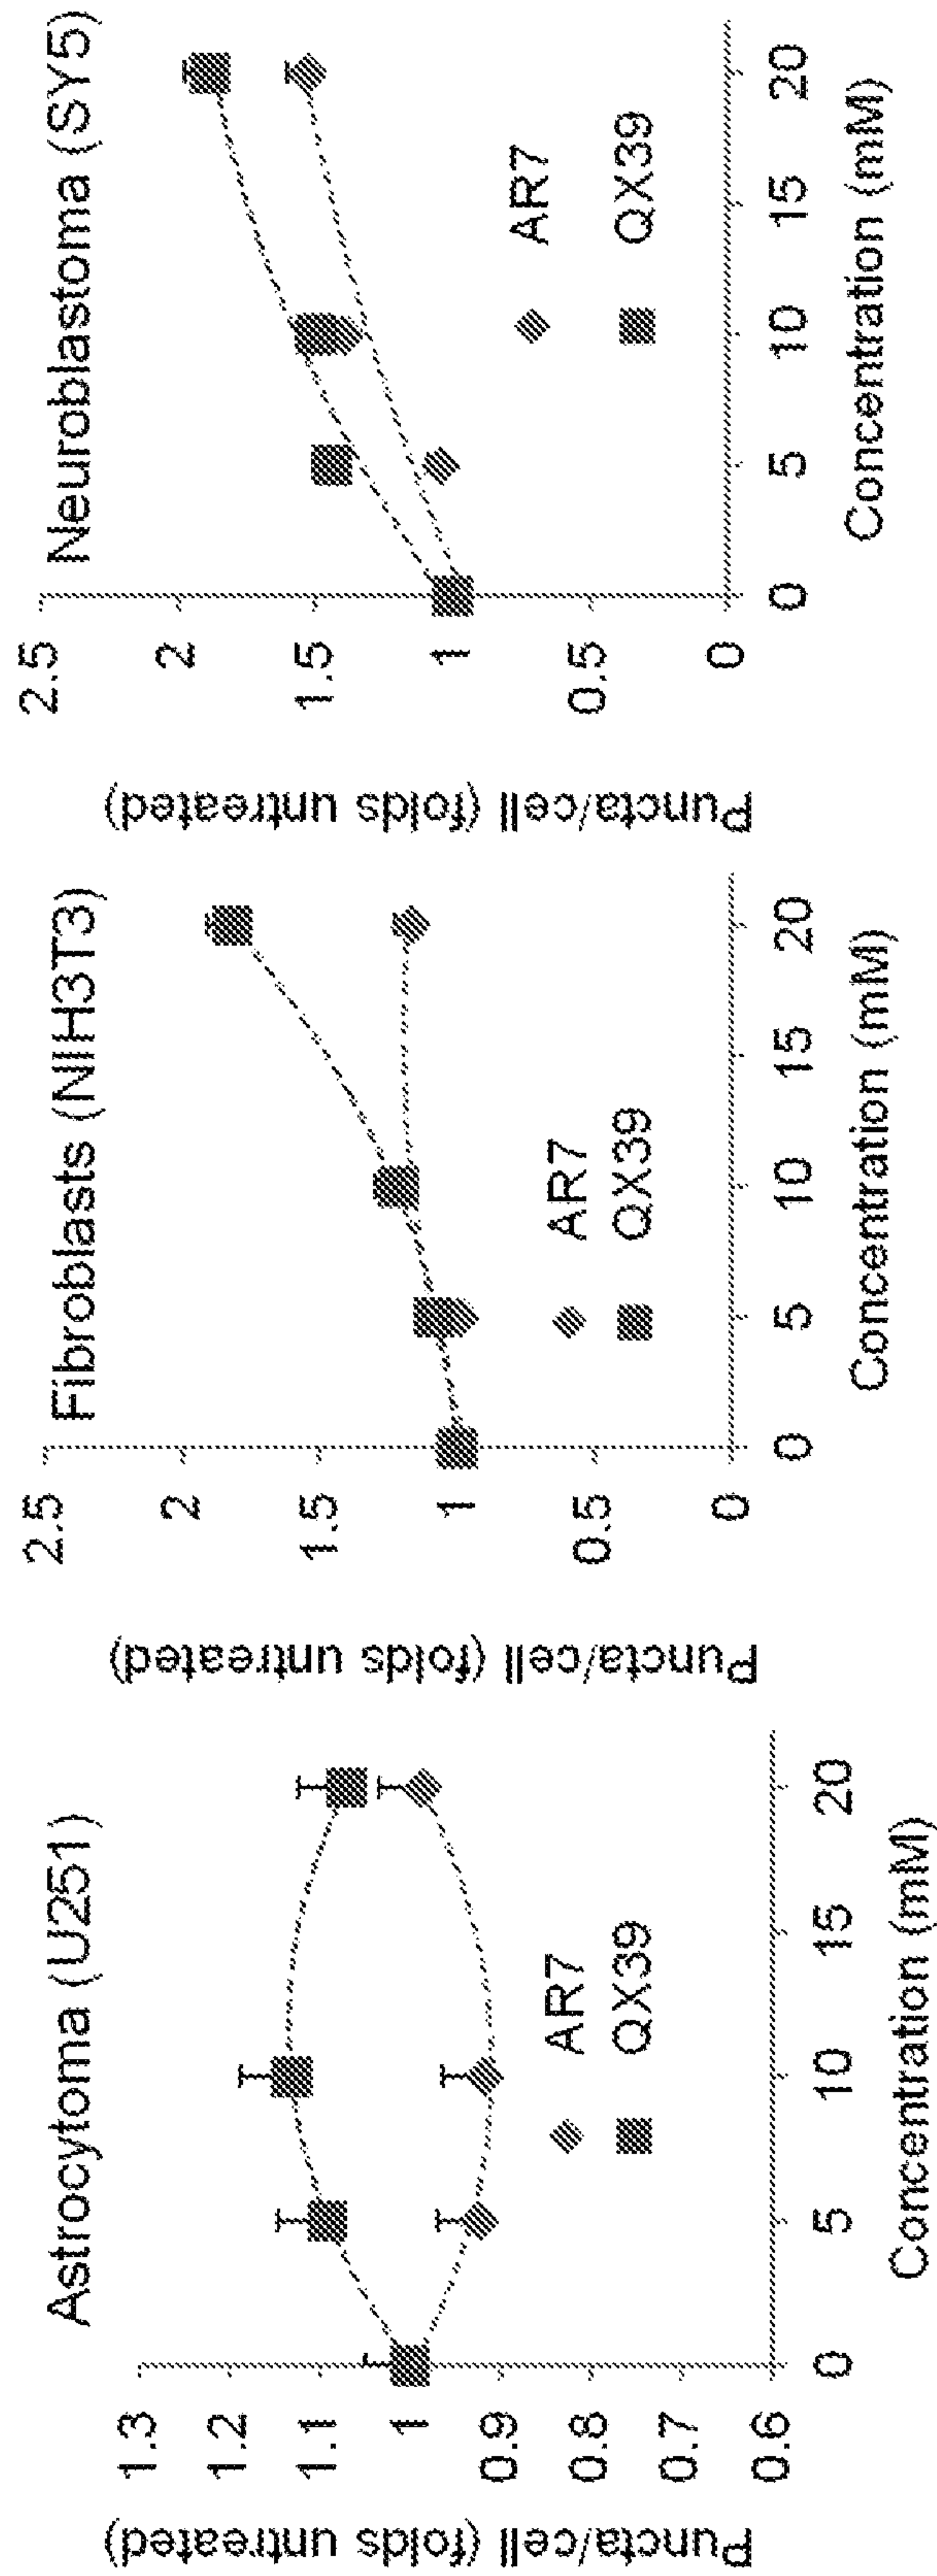 Astrocytoma (U251)
Puncta/cell (folds untreated)
1.3
1.2
1.1
1
0.9
0.8
0.7
0.6
AR7
QX39
0 5 10 15 20
Concentration (mM)
Fibroblasts (NIH3T3)
Puncta/cell (folds untreated)
2.5
2
1.5
1
0.5
0
AR7
QX39
0 5 10 15 20
Concentration (mM)
Neuroblastoma (SY5)
Puncta/cell (folds untreated)
2.5
2
1.5
1
0.5
0
AR7
QX39
0 5 10 15 20
Concentration (mM)